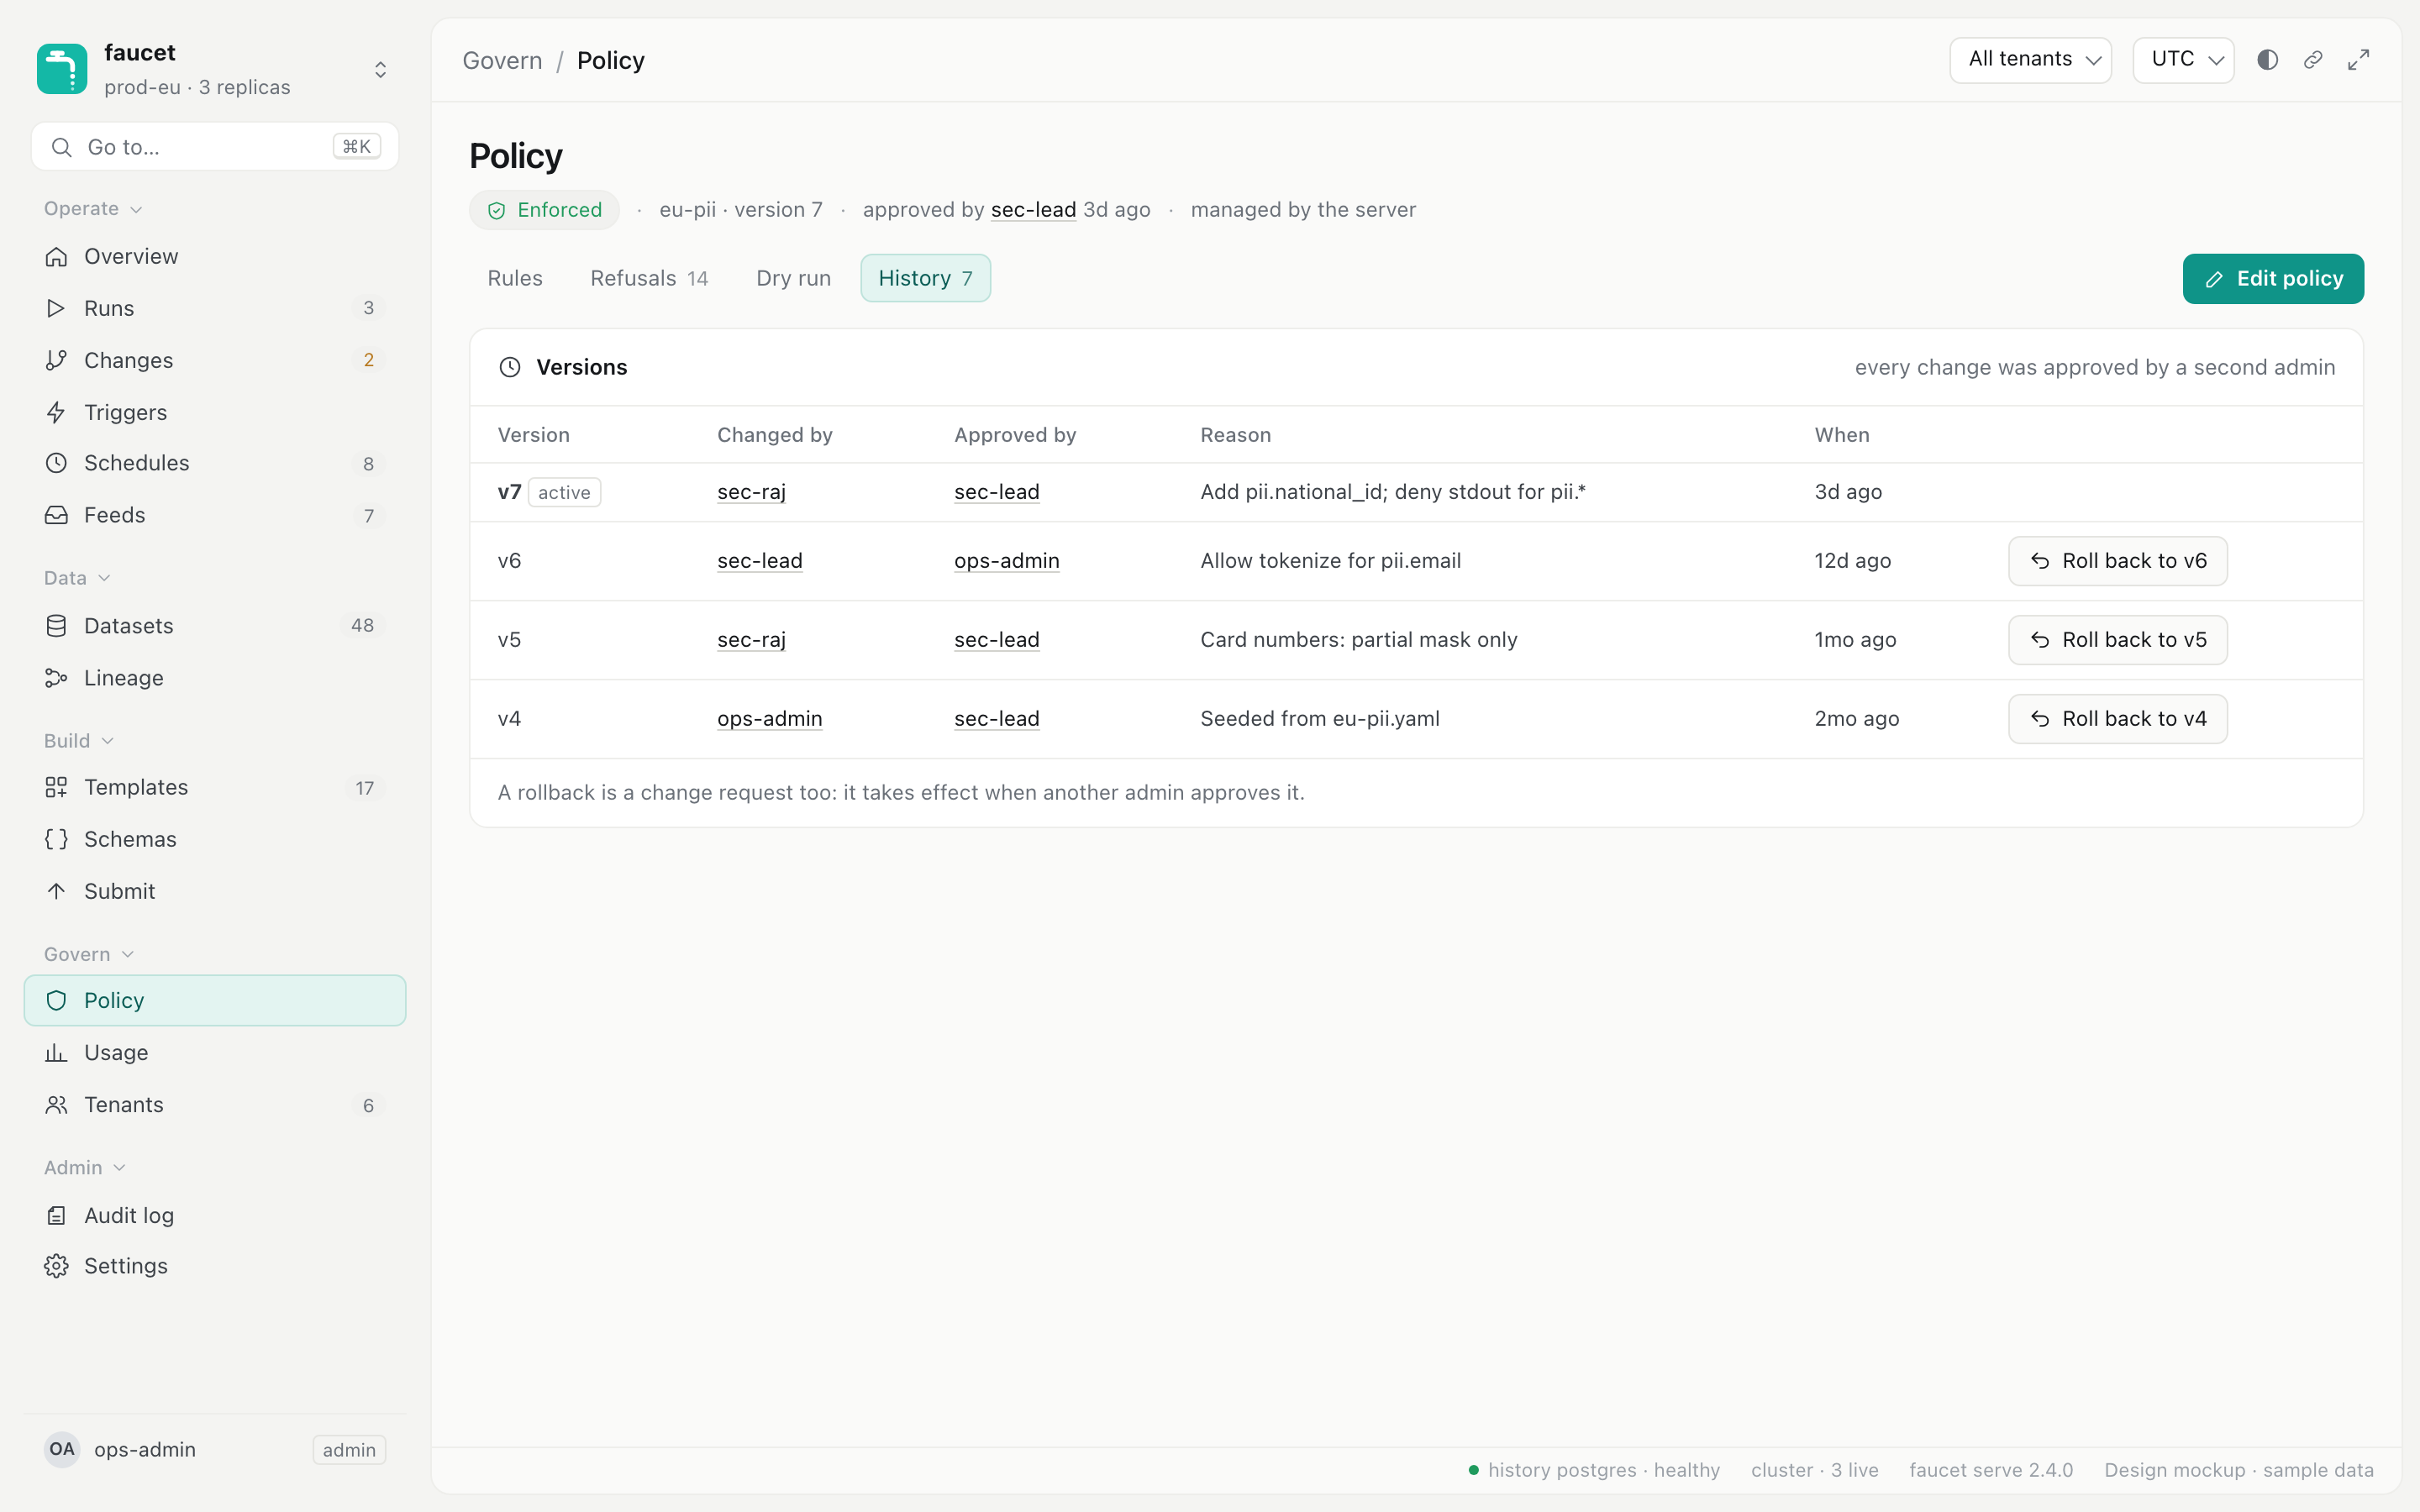 faucet
prod-eu · 3 replicas
Go to... ⌘K
Operate
Overview
Runs 3
Changes 2
Triggers
Schedules 8
Feeds 7
Data
Datasets 48
Lineage
Build
Templates 17
Schemas
Submit
Govern
Policy
Usage
Tenants 6
Admin
Audit log
Settings
OA ops-admin admin
Govern / Policy
All tenants UTC
Policy
Enforced · eu-pii · version 7 · approved by sec-lead 3d ago · managed by the server
Rules Refusals 14 Dry run History 7 Edit policy
Versions every change was approved by a second admin
Version Changed by Approved by Reason When
v7 active sec-raj sec-lead Add pii.national_id; deny stdout for pii.* 3d ago
v6 sec-lead ops-admin Allow tokenize for pii.email 12d ago Roll back to v6
v5 sec-raj sec-lead Card numbers: partial mask only 1mo ago Roll back to v5
v4 ops-admin sec-lead Seeded from eu-pii.yaml 2mo ago Roll back to v4
A rollback is a change request too: it takes effect when another admin approves it.
history postgres · healthy cluster · 3 live faucet serve 2.4.0 Design mockup · sample data